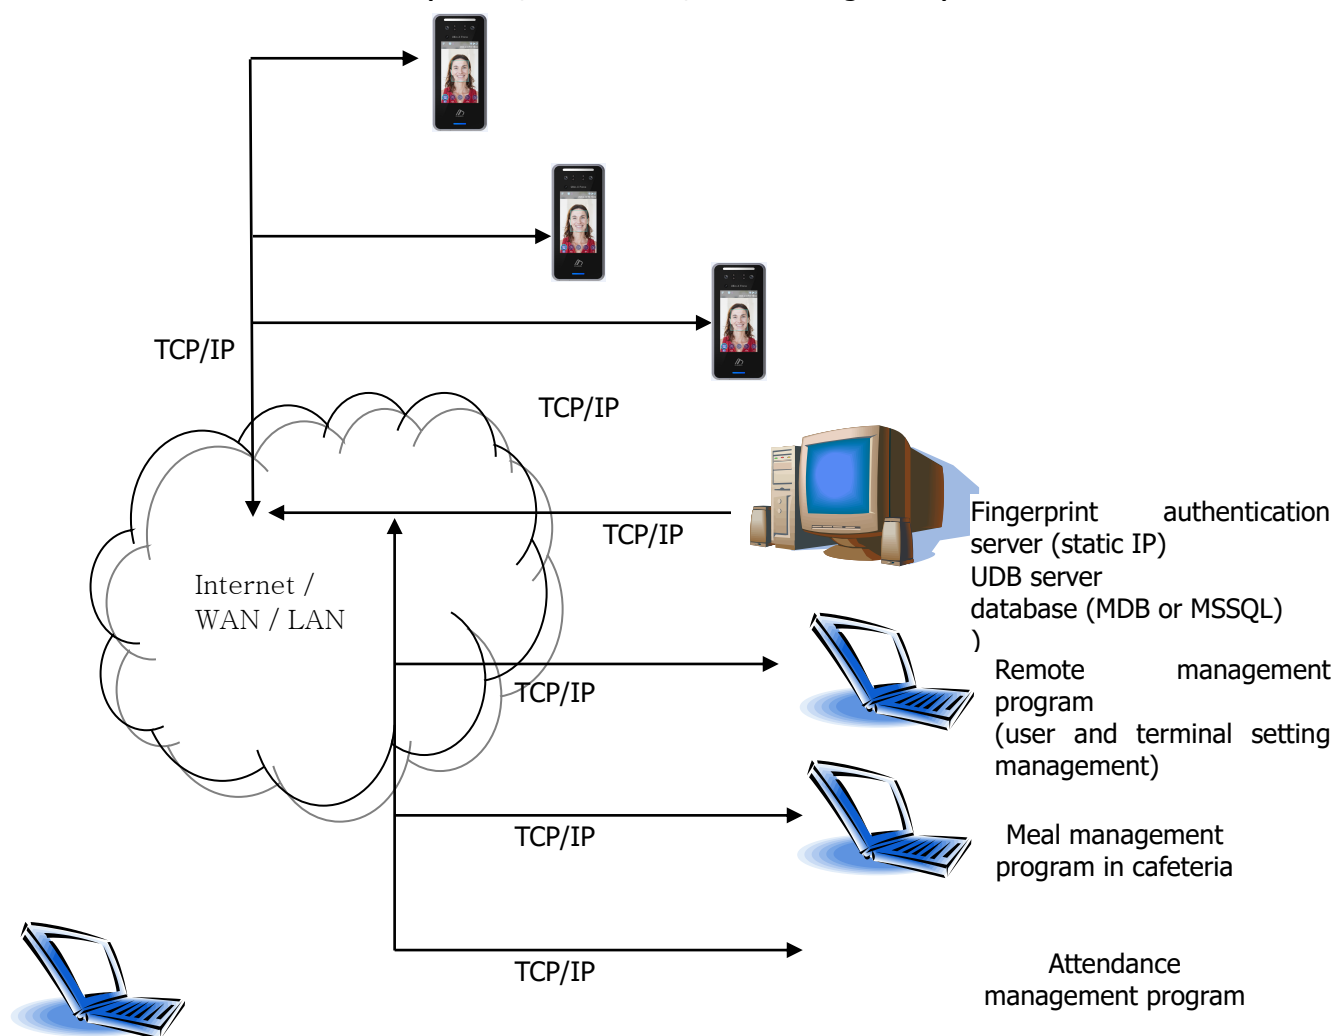 TCP/IP
TCP/IP
TCP/IP
Fingerprint authentication
server (static IP)
UDB server
database (MDB or MSSQL)
)
Internet /
WAN / LAN
TCP/IP
Remote management
program
(user and terminal setting
management)
TCP/IP
Meal management
program in cafeteria
TCP/IP
Attendance
management program